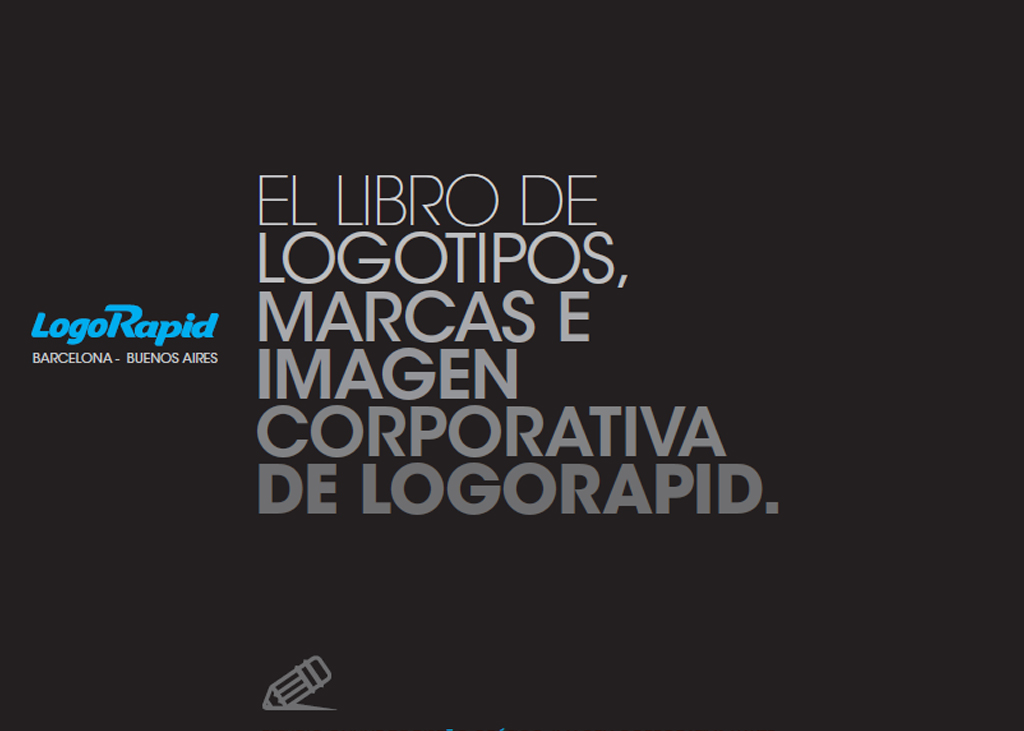 LogoRapid
BARCELONA - BUENOS AIRES
EL LIBRO DE
LOGOTIPOS,
MARCAS E
IMAGEN
CORPORATIVA
DE LOGORAPID.